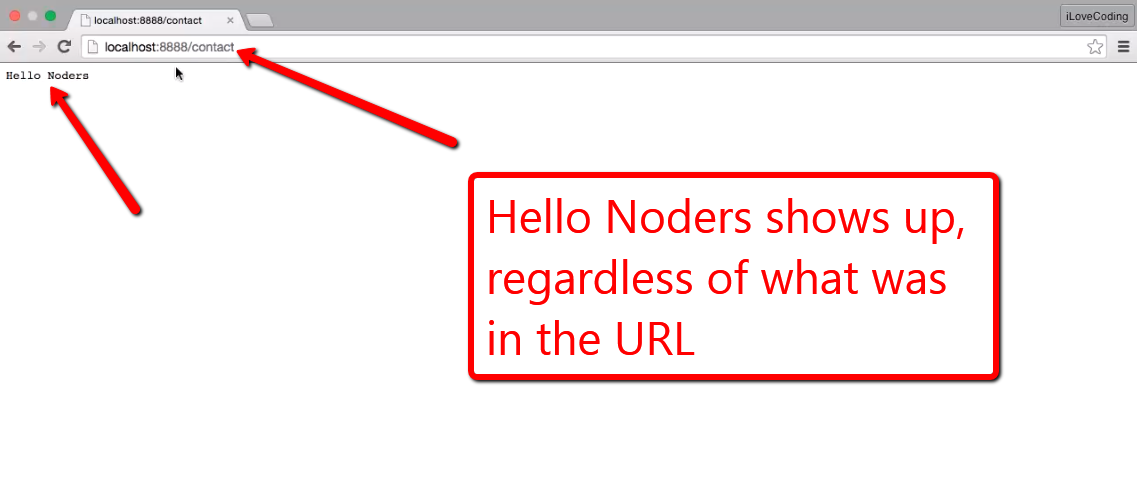 localhost:8888/contact
iLoveCoding
localhost:8888/contact
Hello Noders
Hello Noders shows up,
regardless of what was
in the URL